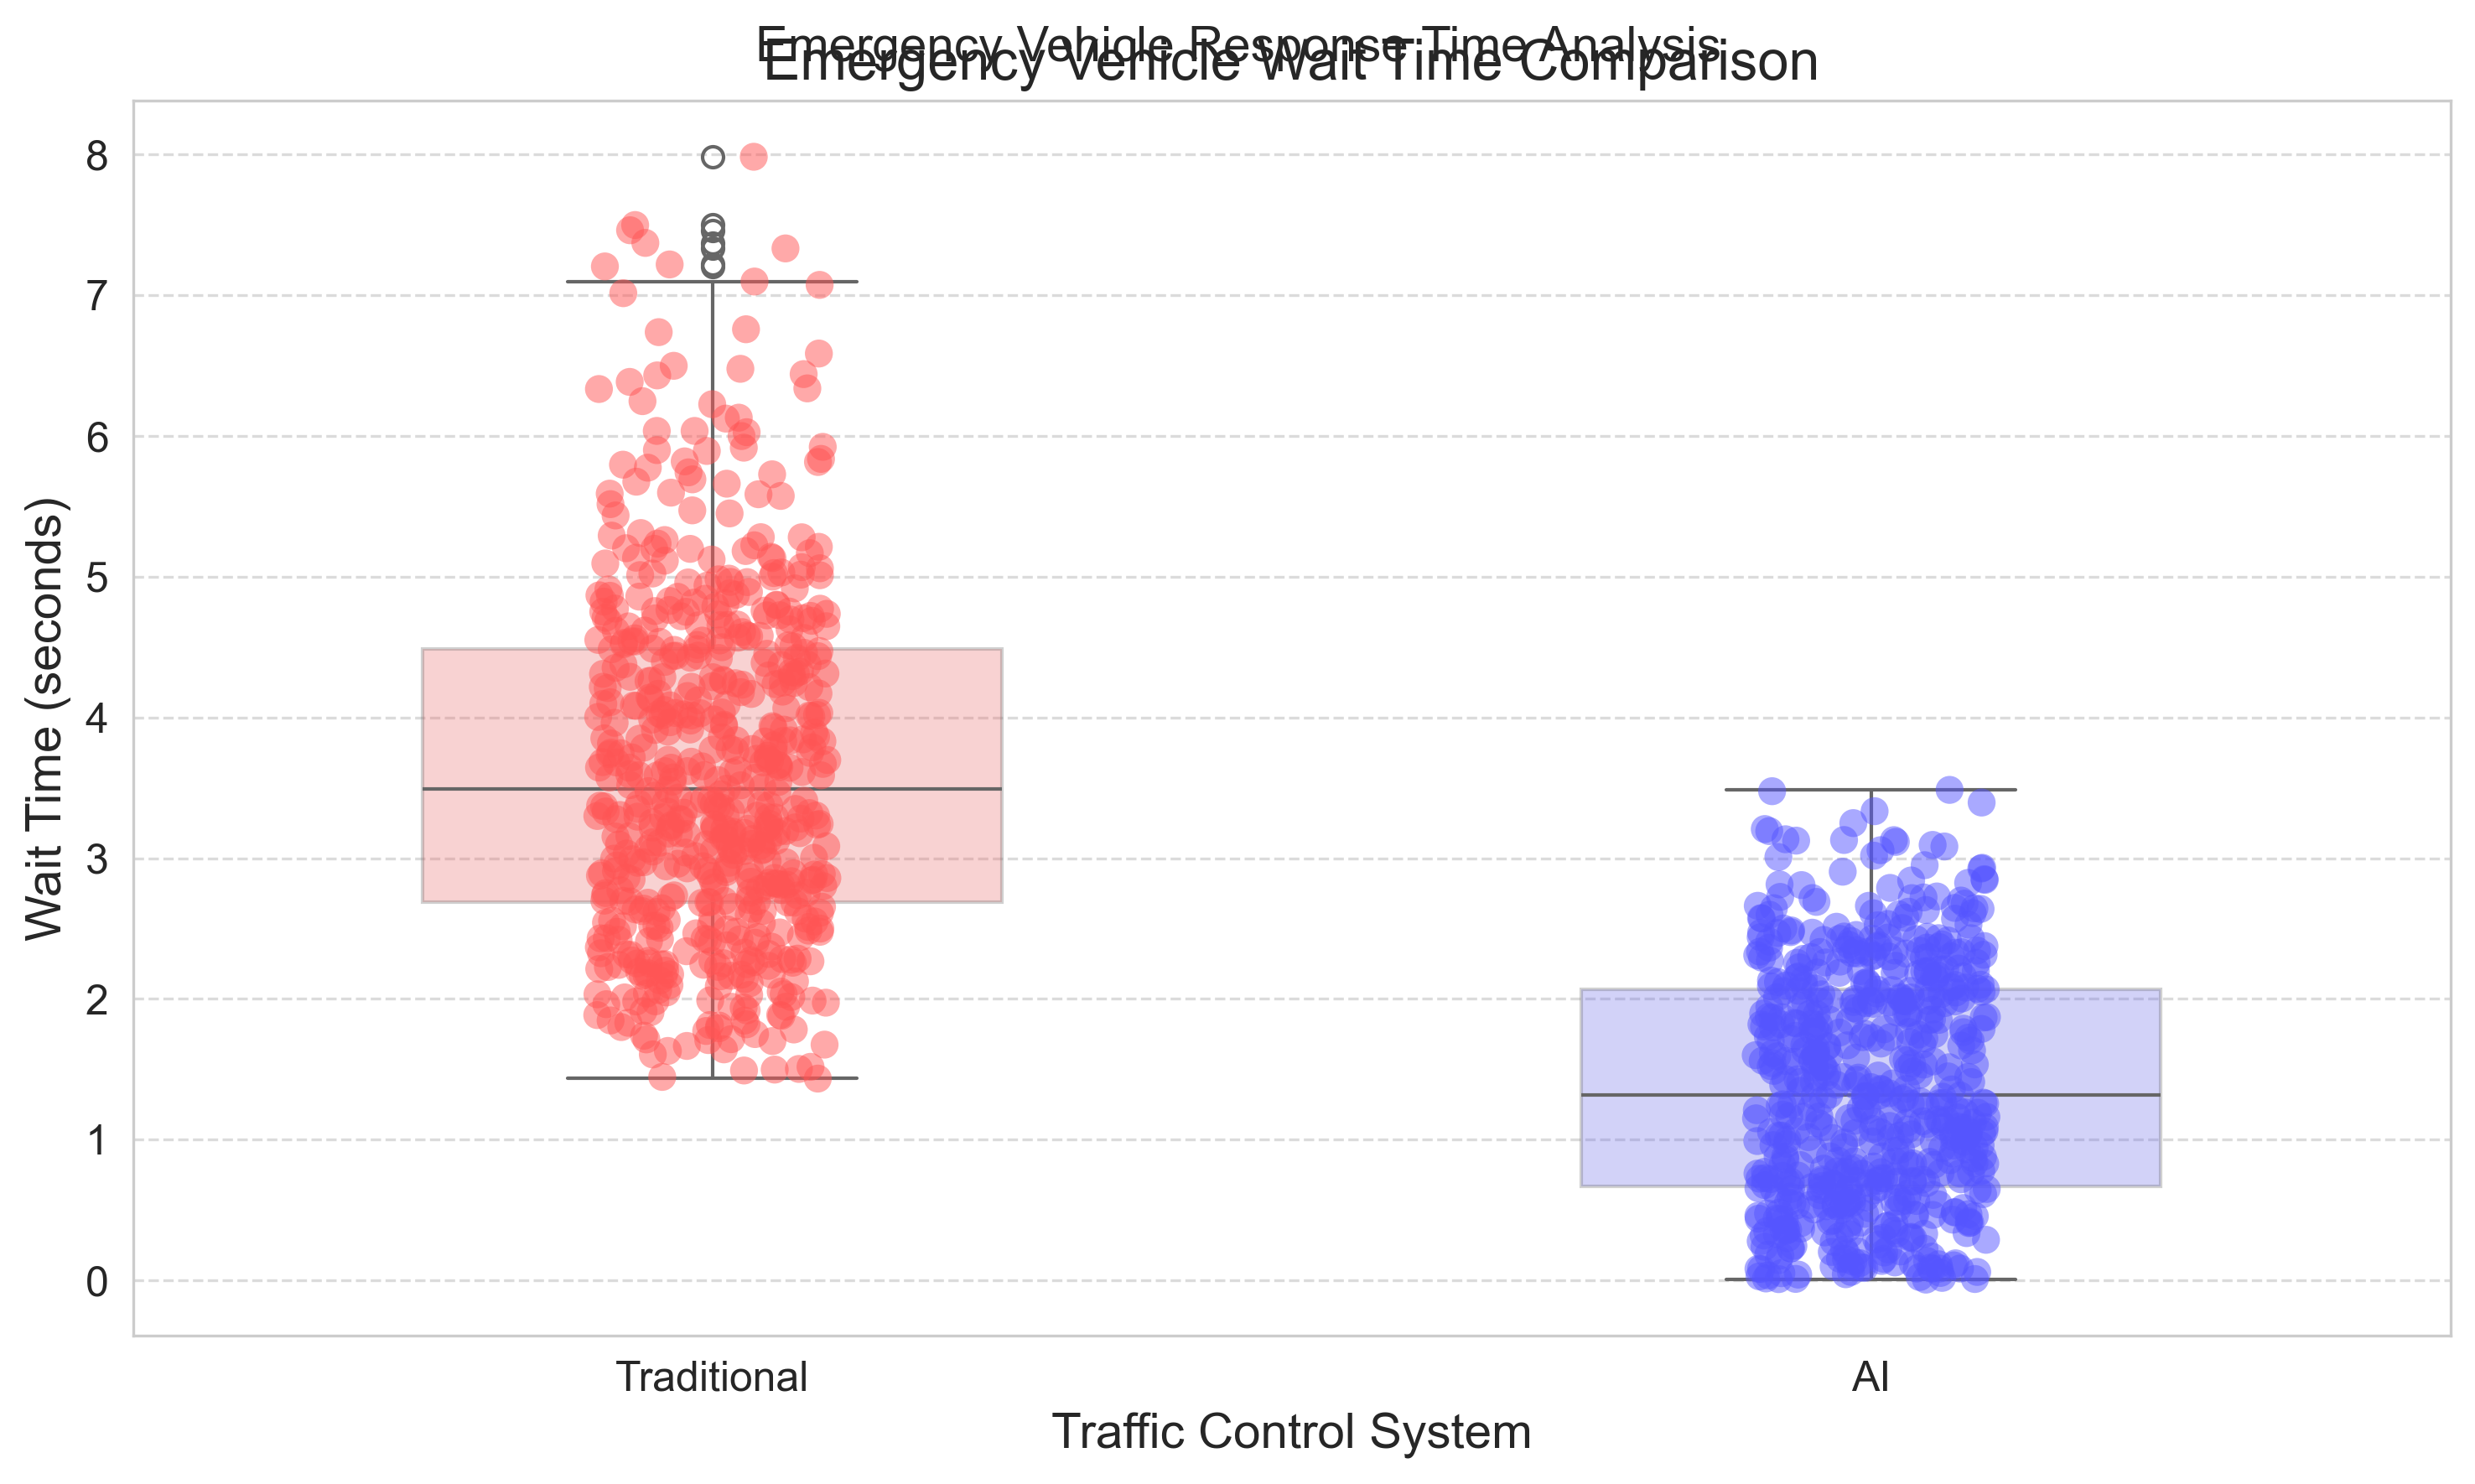 Emergency Vehicle Response Time Analysis
Emergency Vehicle Wait Time Comparison
8
7
6
5
4
3
2
1
0
Wait Time (seconds)
Traditional
AI
Traffic Control System